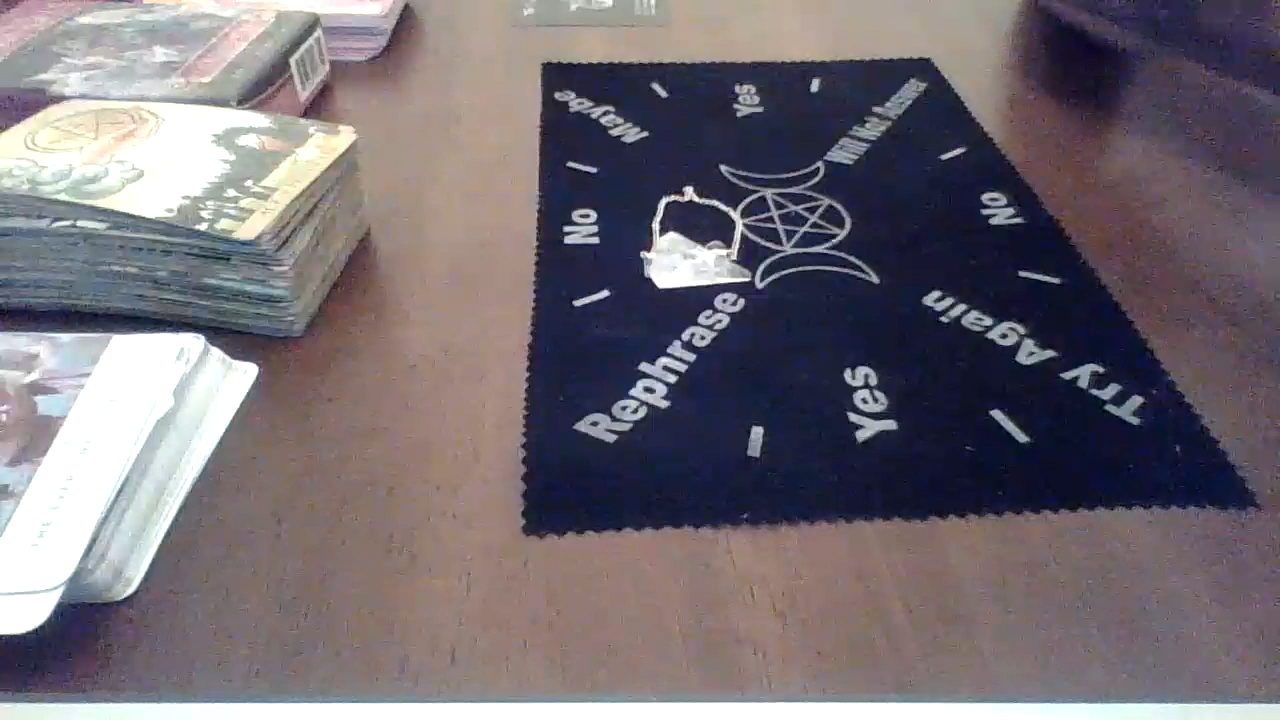 Maybe
Yes
Will Not Answer
No
No
Rephrase
Yes
Try Again